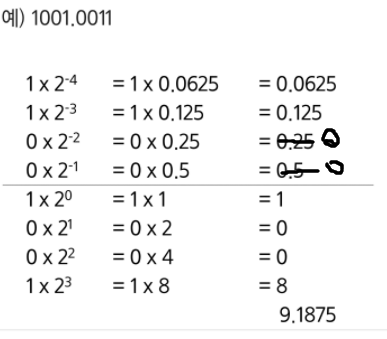 예) 1001.0011
1 x 2⁻⁴ = 1 x 0.0625 = 0.0625
1 x 2⁻³ = 1 x 0.125 = 0.125
0 x 2⁻² = 0 x 0.25 = 0.25 0
0 x 2⁻¹ = 0 x 0.5 = 0.5 0
1 x 2⁰ = 1 x 1 = 1
0 x 2¹ = 0 x 2 = 0
0 x 2² = 0 x 4 = 0
1 x 2³ = 1 x 8 = 8
9.1875